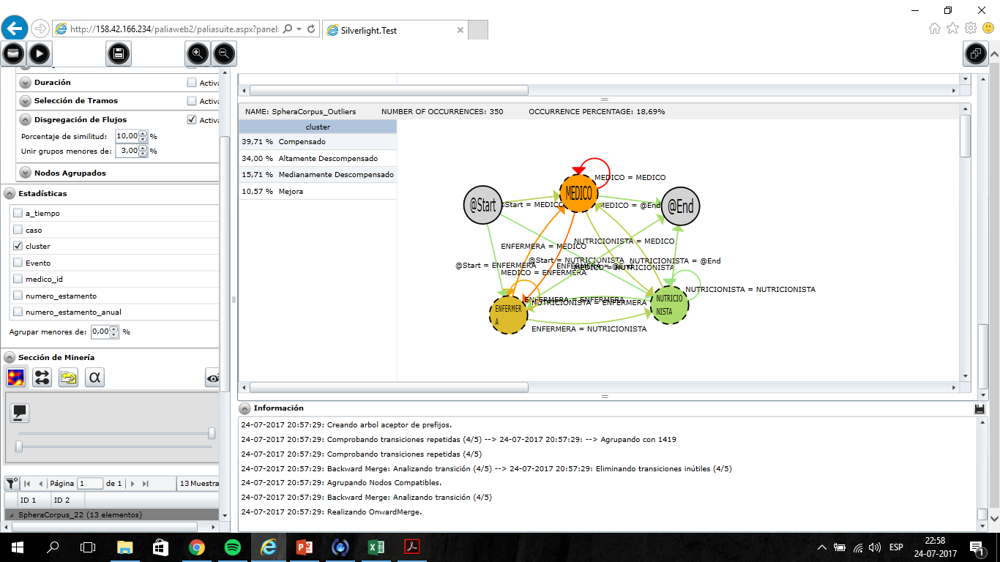 http://158.42.166.234/paliaweb2/paliasuite.aspx?panel:
Silverlight.Test
Duración
Activa
Selección de Tramos
Activa
Disgregación de Flujos
Activa
Porcentaje de similitud: 10,00 %
Unir grupos menores de: 3,00 %
Nodos Agrupados
Estadísticas
a_tiempo
caso
cluster
Evento
medico_id
numero_estamento
numero_estamento_anual
Agrupar menores de: 0,00 %
Sección de Minería
α
Página 1 de 1
13 Muestra
ID 1 ID 2
SpheraCorpus_22 (13 elementos)
NAME: SpheraCorpus_Outliers NUMBER OF OCCURRENCES: 350 OCCURRENCE PERCENTAGE: 18,69%
cluster
39,71 % Compensado
34,00 % Altamente Descompensado
15,71 % Medianamente Descompensado
10,57 % Mejora
MEDICO = MEDICO
@Start
MEDICO
@End
@Start = MEDICO
MEDICO = @End
ENFERMERA = MEDICO
NUTRICIONISTA = MEDICO
@Start = ENFERMERA
@Start = NUTRICIONISTA
ENFERMERA = @End
NUTRICIONISTA = @End
MEDICO = ENFERMERA
MEDICO = NUTRICIONISTA
NUTRICIONISTA = NUTRICIONISTA
ENFERMERA = ENFERMERA
NUTRICIONISTA = ENFERMERA
ENFERMER
A
NUTRICIO
NISTA
ENFERMERA = NUTRICIONISTA
Información
24-07-2017 20:57:29: Creando arbol aceptor de prefijos.
24-07-2017 20:57:29: Comprobando transiciones repetidas (4/5) --> 24-07-2017 20:57:29: --> Agrupando con 1419
24-07-2017 20:57:29: Comprobando transiciones repetidas (4/5)
24-07-2017 20:57:29: Backward Merge: Analizando transición (4/5) --> 24-07-2017 20:57:29: Eliminando transiciones inútiles (4/5)
24-07-2017 20:57:29: Agrupando Nodos Compatibles.
24-07-2017 20:57:29: Backward Merge: Analizando transición (4/5)
24-07-2017 20:57:29: Realizando OnwardMerge.
ESP
22:58
24-07-2017
1